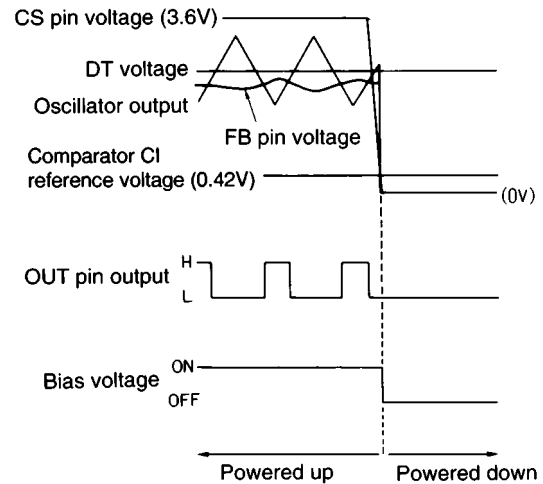 CS pin voltage (3.6V)
DT voltage
Oscillator output
FB pin voltage
Comparator CI
reference voltage (0.42V)
(0V)
H
OUT pin output
L
ON
Bias voltage
OFF
Powered up
Powered down